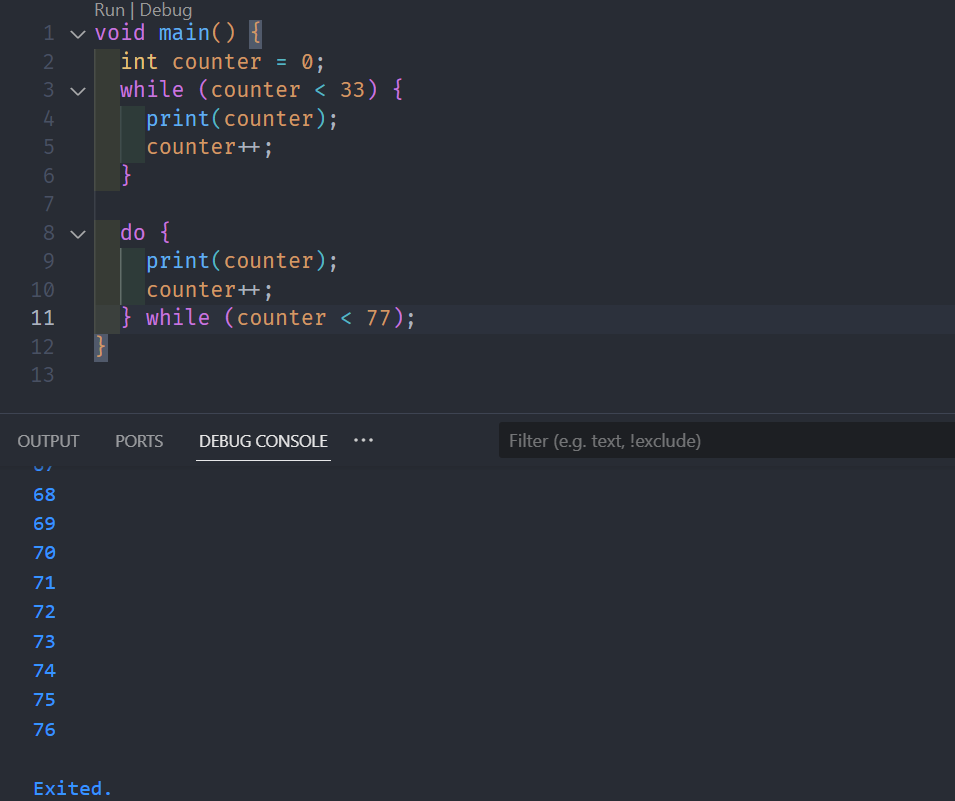 Run | Debug
1 void main() {
2 int counter = 0;
3 while (counter < 33) {
4 print(counter);
5 counter++;
6 }
7
8 do {
9 print(counter);
10 counter++;
11 } while (counter < 77);
12 }
13
OUTPUT PORTS DEBUG CONSOLE ··· Filter (e.g. text, !exclude)
68
69
70
71
72
73
74
75
76
Exited.